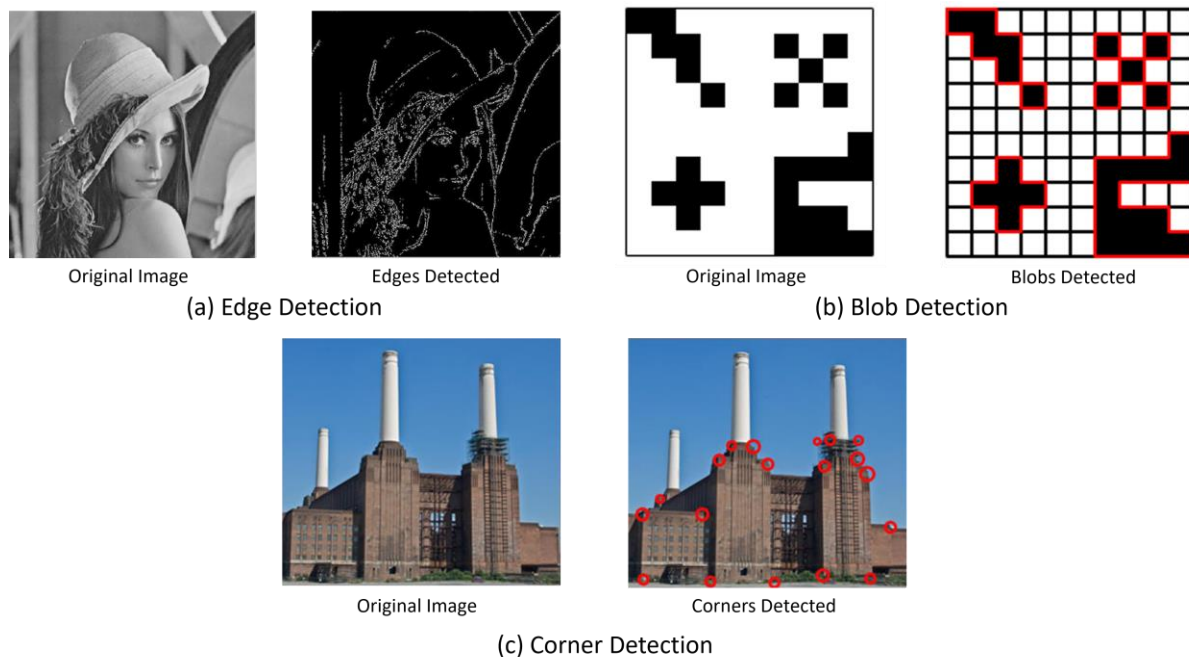 Original Image
Edges Detected
Original Image
Blobs Detected
(a) Edge Detection
(b) Blob Detection
Original Image
Corners Detected
(c) Corner Detection